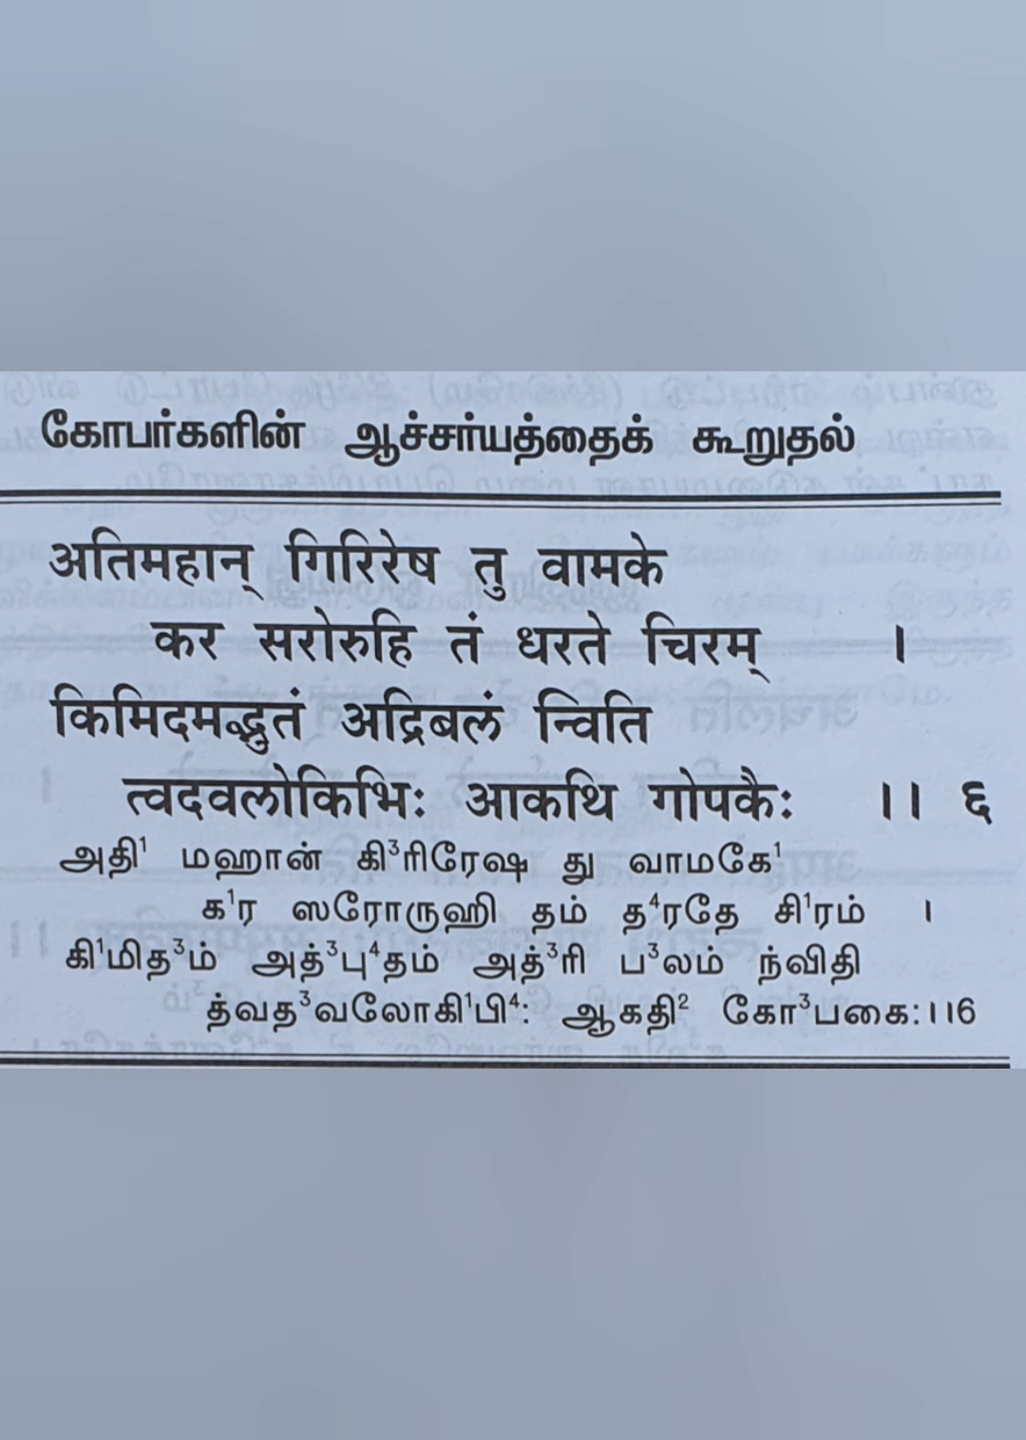 கோபர்களின் ஆச்சர்யத்தைக் கூறுதல்
अतिमहान् गिरिरेष तु वामके
कर सरोरुहि तं धरते चिरम् ।
किमिदमद्भुतं अद्रिबलं न्विति
त्वदवलोकिभिः आकथि गोपकैः ।। ६
அதி¹ மஹான் கி³ரிரேஷ து வாமகே¹
க¹ர ஸரோருஹி தம் த⁴ரதே சி¹ரம் ।
கி¹மித³ம் அத்³பு⁴தம் அத்³ரி ப³லம் ந்விதி
த்வத³வலோகி¹பி⁴: ஆகதி² கோ³பகை:।।6